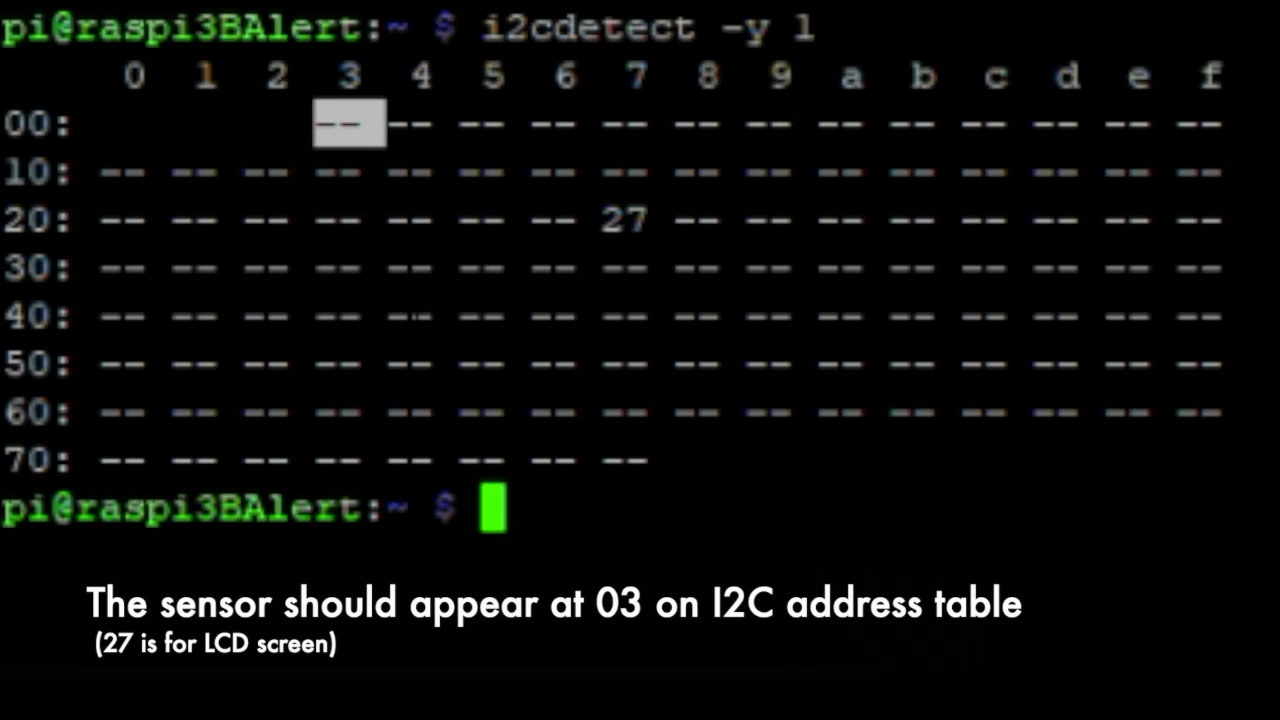 pi@raspi3BAlert:~ $ i2cdetect -y 1
     0  1  2  3  4  5  6  7  8  9  a  b  c  d  e  f
00:          -- -- -- -- -- -- -- -- -- -- -- -- --
10: -- -- -- -- -- -- -- -- -- -- -- -- -- -- -- --
20: -- -- -- -- -- -- -- 27 -- -- -- -- -- -- -- --
30: -- -- -- -- -- -- -- -- -- -- -- -- -- -- -- --
40: -- -- -- -- -- -- -- -- -- -- -- -- -- -- -- --
50: -- -- -- -- -- -- -- -- -- -- -- -- -- -- -- --
60: -- -- -- -- -- -- -- -- -- -- -- -- -- -- -- --
70: -- -- -- -- -- -- -- --
pi@raspi3BAlert:~ $
The sensor should appear at 03 on I2C address table
(27 is for LCD screen)